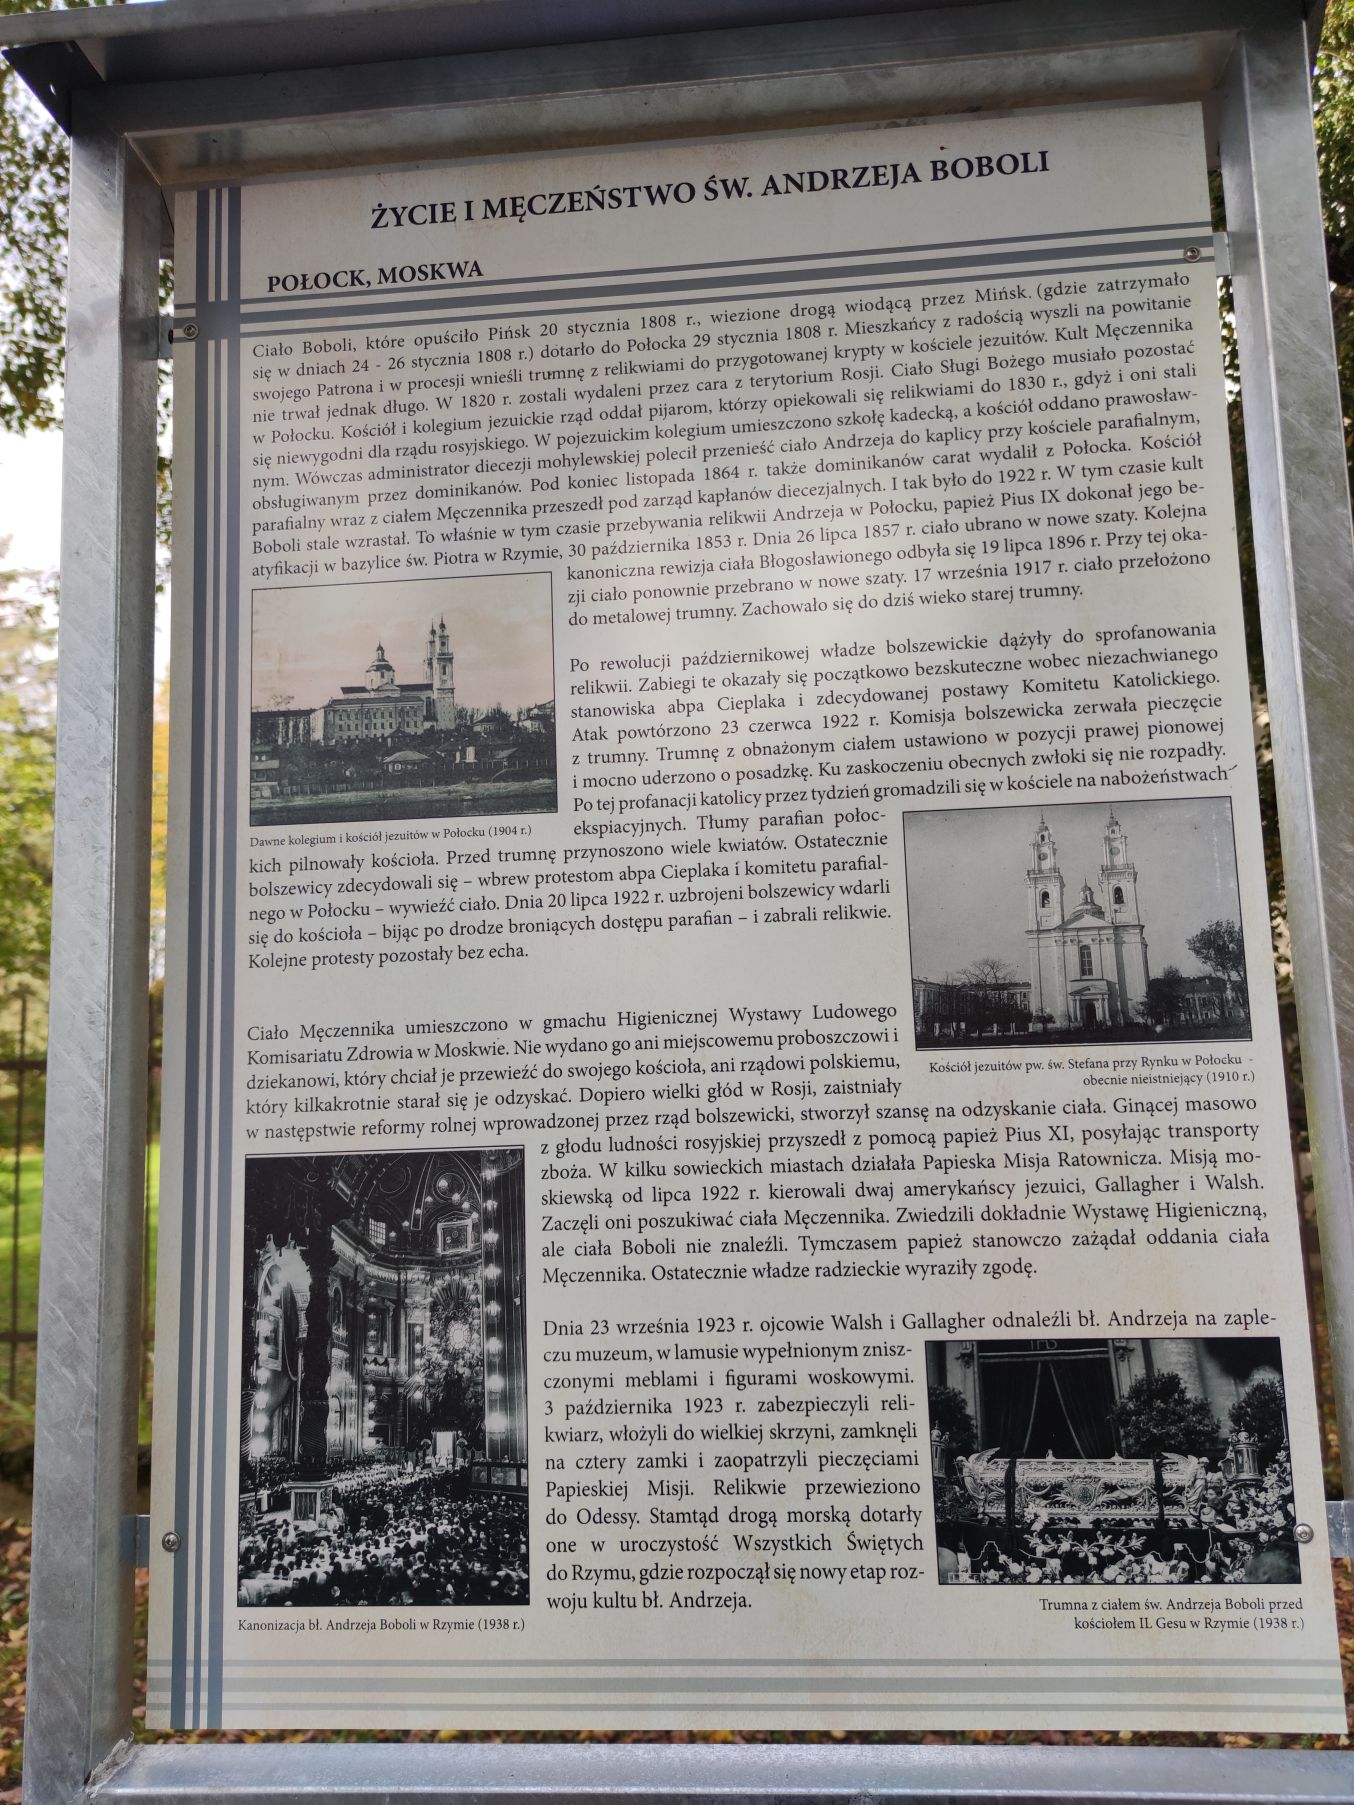 ŻYCIE I MĘCZEŃSTWO ŚW. ANDRZEJA BOBOLI
POŁOCK, MOSKWA
Ciało Boboli, które opuściło Pińsk 20 stycznia 1808 r., wiezione drogą wiodącą przez Mińsk. (gdzie zatrzymało
się w dniach 24 - 26 stycznia 1808 r.) dotarło do Połocka 29 stycznia 1808 r. Mieszkańcy z radością wyszli na powitanie
swojego Patrona i w procesji wnieśli trumnę z relikwiami do przygotowanej krypty w kościele jezuitów. Kult Męczennika
nie trwał jednak długo. W 1820 r. zostali wydaleni przez cara z terytorium Rosji. Ciało Sługi Bożego musiało pozostać
w Połocku. Kościół i kolegium jezuickie rząd oddał pijarom, którzy opiekowali się relikwiami do 1830 r., gdyż i oni stali
się niewygodni dla rządu rosyjskiego. W pojezuickim kolegium umieszczono szkołę kadecką, a kościół oddano prawosław-
nym. Wówczas administrator diecezji mohylewskiej polecił przenieść ciało Andrzeja do kaplicy przy kościele parafialnym,
obsługiwanym przez dominikanów. Pod koniec listopada 1864 r. także dominikanów carat wydalił z Połocka. Kościół
parafialny wraz z ciałem Męczennika przeszedł pod zarząd kapłanów diecezjalnych. I tak było do 1922 r. W tym czasie kult
Boboli stale wzrastał. To właśnie w tym czasie przebywania relikwii Andrzeja w Połocku, papież Pius IX dokonał jego be-
atyfikacji w bazylice św. Piotra w Rzymie, 30 października 1853 r. Dnia 26 lipca 1857 r. ciało ubrano w nowe szaty. Kolejna
kanoniczna rewizja ciała Błogosławionego odbyła się 19 lipca 1896 r. Przy tej oka-
zji ciało ponownie przebrano w nowe szaty. 17 września 1917 r. ciało przełożono
do metalowej trumny. Zachowało się do dziś wieko starej trumny.
Po rewolucji październikowej władze bolszewickie dążyły do sprofanowania
relikwii. Zabiegi te okazały się początkowo bezskuteczne wobec niezachwianego
stanowiska abpa Cieplaka i zdecydowanej postawy Komitetu Katolickiego.
Atak powtórzono 23 czerwca 1922 r. Komisja bolszewicka zerwała pieczęcie
z trumny. Trumnę z obnażonym ciałem ustawiono w pozycji prawej pionowej
i mocno uderzono o posadzkę. Ku zaskoczeniu obecnych zwłoki się nie rozpadły.
Po tej profanacji katolicy przez tydzień gromadzili się w kościele na nabożeństwach
Dawne kolegium i kościół jezuitów w Połocku (1904 r.)
ekspiacyjnych. Tłumy parafian połoc-
kich pilnowały kościoła. Przed trumnę przynoszono wiele kwiatów. Ostatecznie
bolszewicy zdecydowali się – wbrew protestom abpa Cieplaka i komitetu parafial-
nego w Połocku – wywieźć ciało. Dnia 20 lipca 1922 r. uzbrojeni bolszewicy wdarli
się do kościoła – bijąc po drodze broniących dostępu parafian – i zabrali relikwie.
Kolejne protesty pozostały bez echa.
Ciało Męczennika umieszczono w gmachu Higienicznej Wystawy Ludowego
Komisariatu Zdrowia w Moskwie. Nie wydano go ani miejscowemu proboszczowi i
dziekanowi, który chciał je przewieźć do swojego kościoła, ani rządowi polskiemu,
który kilkakrotnie starał się je odzyskać. Dopiero wielki głód w Rosji, zaistniały
Kościół jezuitów pw. św. Stefana przy Rynku w Połocku -
obecnie nieistniejący (1910 r.)
w następstwie reformy rolnej wprowadzonej przez rząd bolszewicki, stworzył szansę na odzyskanie ciała. Ginącej masowo
z głodu ludności rosyjskiej przyszedł z pomocą papież Pius XI, posyłając transporty
zboża. W kilku sowieckich miastach działała Papieska Misja Ratownicza. Misją mo-
skiewską od lipca 1922 r. kierowali dwaj amerykańscy jezuici, Gallagher i Walsh.
Zaczęli oni poszukiwać ciała Męczennika. Zwiedzili dokładnie Wystawę Higieniczną,
ale ciała Boboli nie znaleźli. Tymczasem papież stanowczo zażądał oddania ciała
Męczennika. Ostatecznie władze radzieckie wyraziły zgodę.
Dnia 23 września 1923 r. ojcowie Walsh i Gallagher odnaleźli bł. Andrzeja na zaple-
czu muzeum, w lamusie wypełnionym znisz-
czonymi meblami i figurami woskowymi.
3 października 1923 r. zabezpieczyli reli-
kwiarz, włożyli do wielkiej skrzyni, zamknęli
na cztery zamki i zaopatrzyli pieczęciami
Papieskiej Misji. Relikwie przewieziono
do Odessy. Stamtąd drogą morską dotarły
one w uroczystość Wszystkich Świętych
do Rzymu, gdzie rozpoczął się nowy etap roz-
woju kultu bł. Andrzeja.
Kanonizacja bł. Andrzeja Boboli w Rzymie (1938 r.)
Trumna z ciałem św. Andrzeja Boboli przed
kościołem IL Gesu w Rzymie (1938 r.)